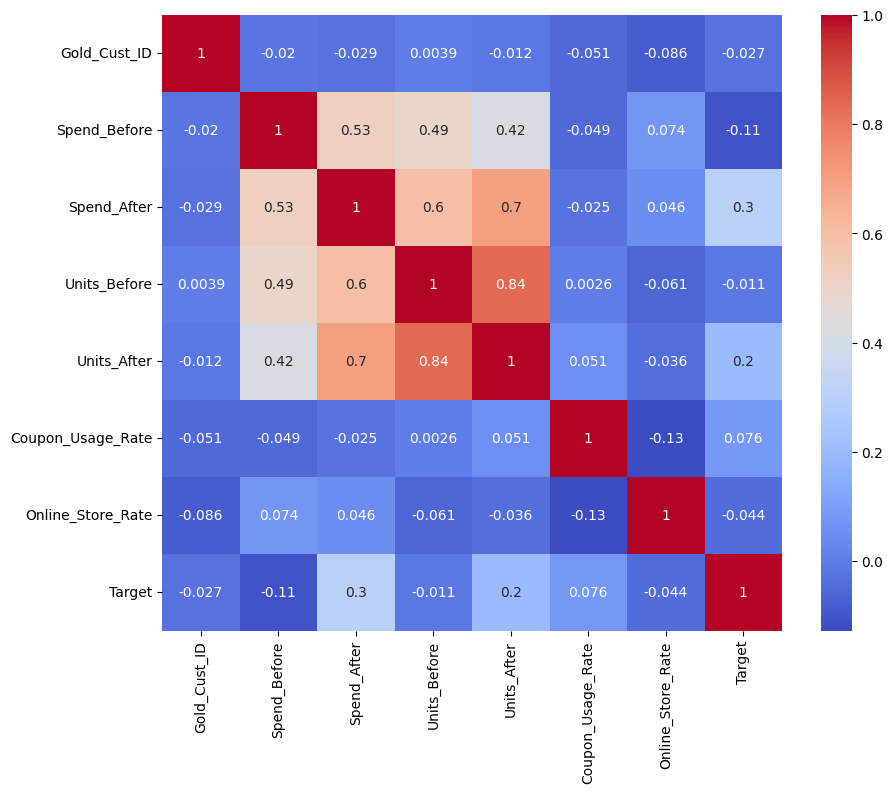 Gold_Cust_ID 1 -0.02 -0.029 0.0039 -0.012 -0.051 -0.086 -0.027
Spend_Before -0.02 1 0.53 0.49 0.42 -0.049 0.074 -0.11
Spend_After -0.029 0.53 1 0.6 0.7 -0.025 0.046 0.3
Units_Before 0.0039 0.49 0.6 1 0.84 0.0026 -0.061 -0.011
Units_After -0.012 0.42 0.7 0.84 1 0.051 -0.036 0.2
Coupon_Usage_Rate -0.051 -0.049 -0.025 0.0026 0.051 1 -0.13 0.076
Online_Store_Rate -0.086 0.074 0.046 -0.061 -0.036 -0.13 1 -0.044
Target -0.027 -0.11 0.3 -0.011 0.2 0.076 -0.044 1
Gold_Cust_ID
Spend_Before
Spend_After
Units_Before
Units_After
Coupon_Usage_Rate
Online_Store_Rate
Target
1.0
0.8
0.6
0.4
0.2
0.0